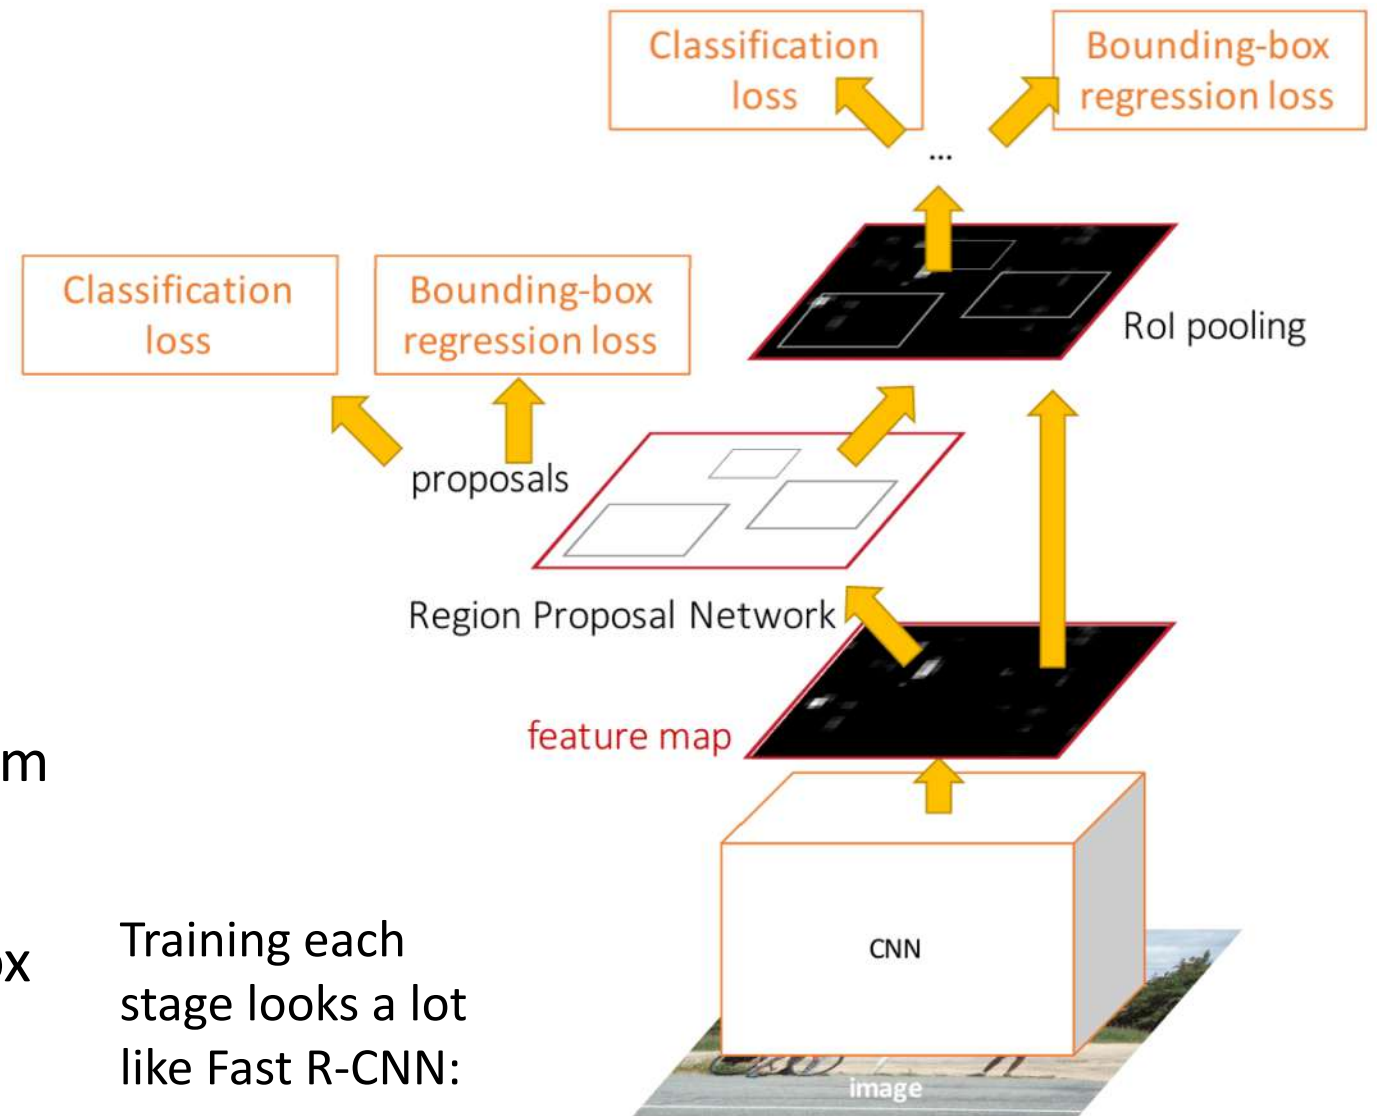 Classification
loss
Bounding-box
regression loss
...
Classification
loss
Bounding-box
regression loss
RoI pooling
proposals
Region Proposal Network
feature map
m
CNN
ox
Training each
stage looks a lot
like Fast R-CNN:
image